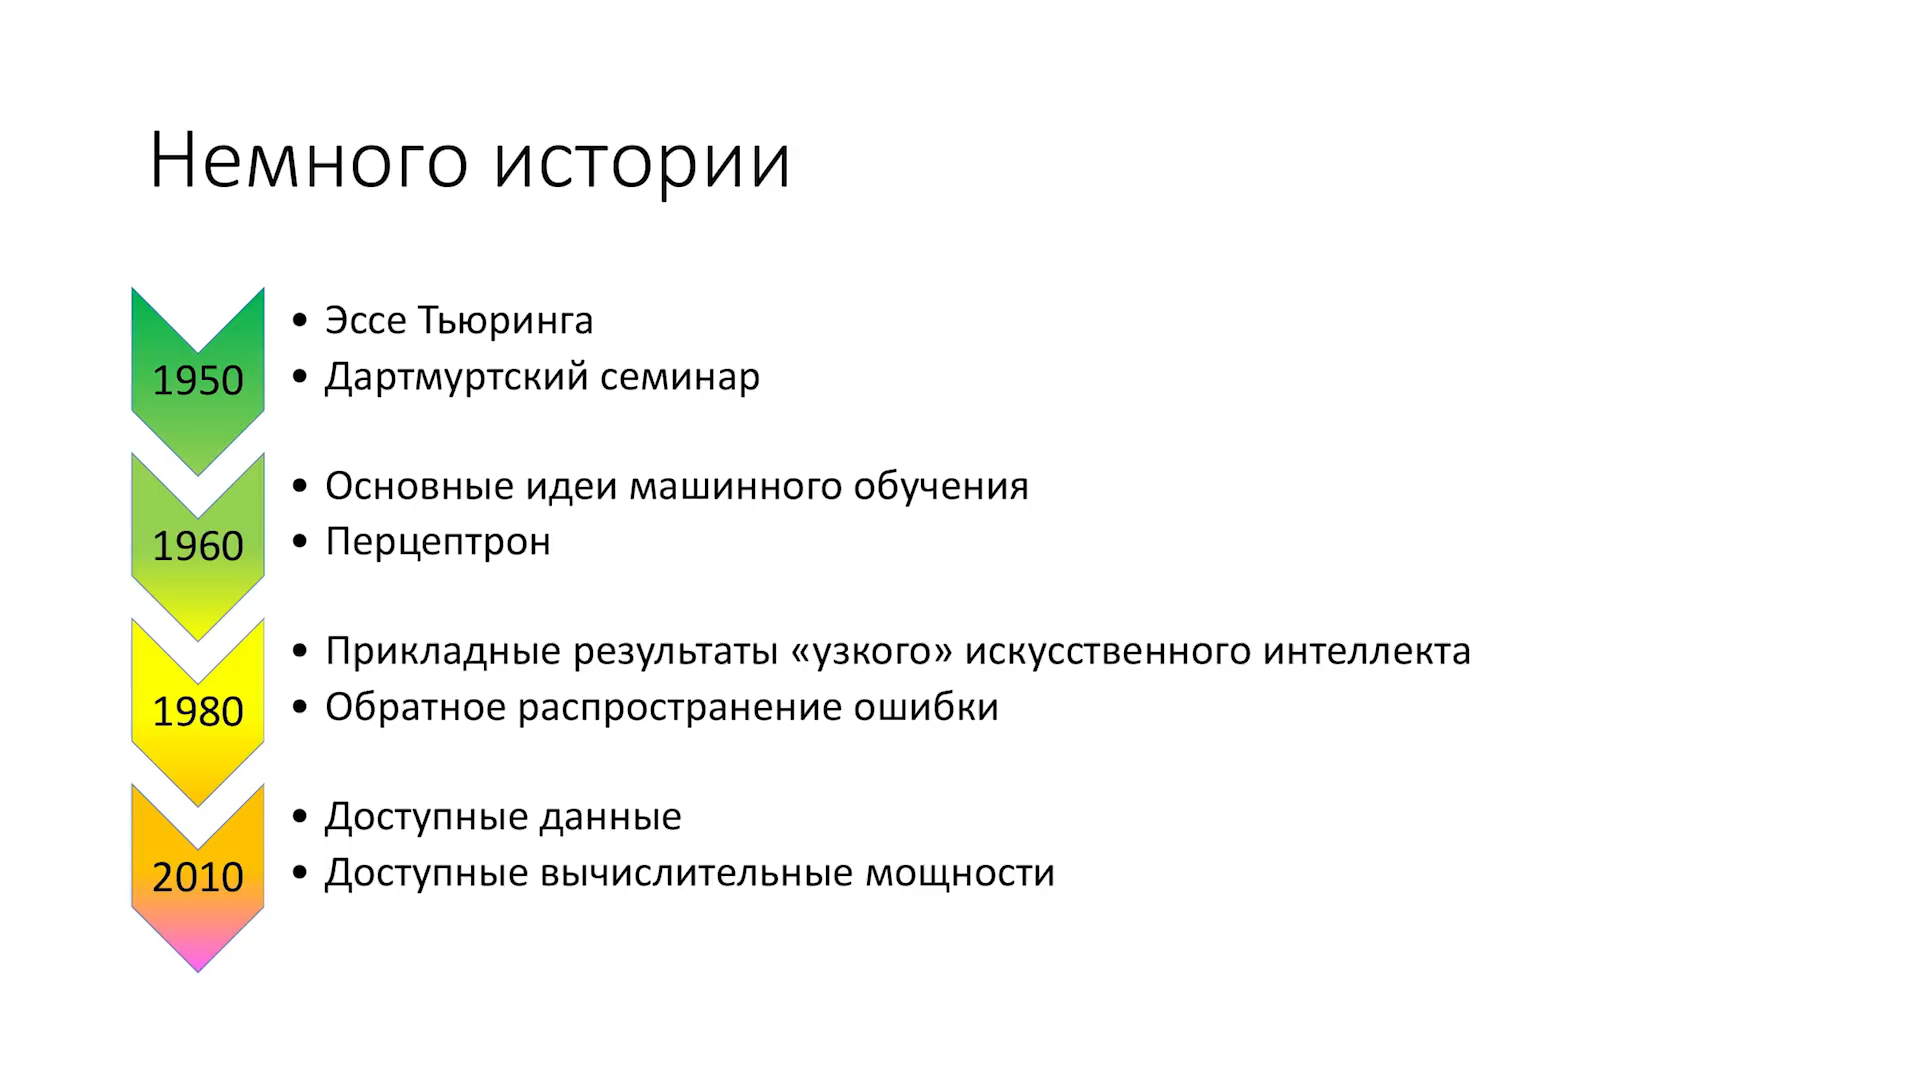 Немного истории
1950
• Эссе Тьюринга
• Дартмуртский семинар
1960
• Основные идеи машинного обучения
• Перцептрон
1980
• Прикладные результаты «узкого» искусственного интеллекта
• Обратное распространение ошибки
2010
• Доступные данные
• Доступные вычислительные мощности